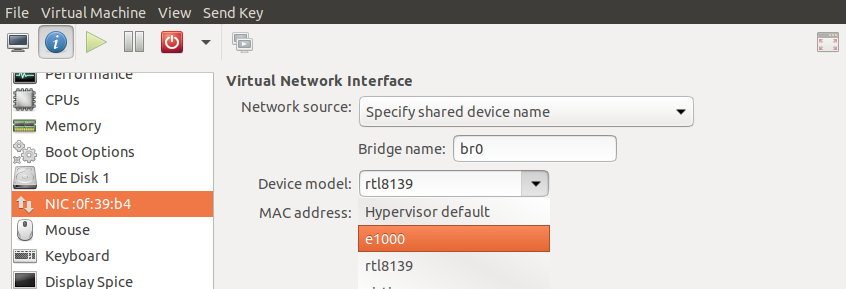 File Virtual Machine View Send Key
Performance
CPUs
Memory
Boot Options
IDE Disk 1
NIC :0f:39:b4
Mouse
Keyboard
Display Spice
Virtual Network Interface
Network source: Specify shared device name
Bridge name: br0
Device model: rtl8139
MAC address:
Hypervisor default
e1000
rtl8139